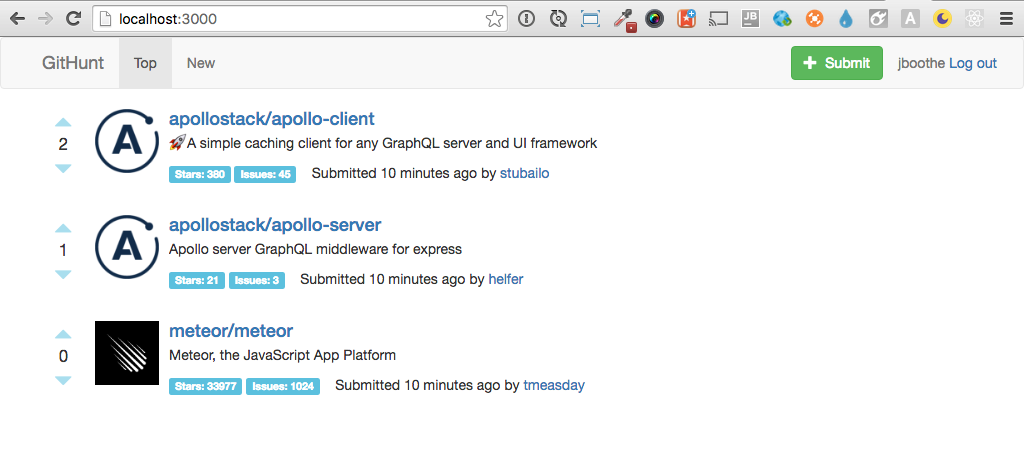 localhost:3000
JB
A
GitHunt
Top
New
+ Submit
jboothe Log out
apollostack/apollo-client
2
A
🚀A simple caching client for any GraphQL server and UI framework
Stars: 380 Issues: 45 Submitted 10 minutes ago by stubailo
apollostack/apollo-server
1
A
Apollo server GraphQL middleware for express
Stars: 21 Issues: 3 Submitted 10 minutes ago by helfer
meteor/meteor
0
Meteor, the JavaScript App Platform
Stars: 33977 Issues: 1024 Submitted 10 minutes ago by tmeasday